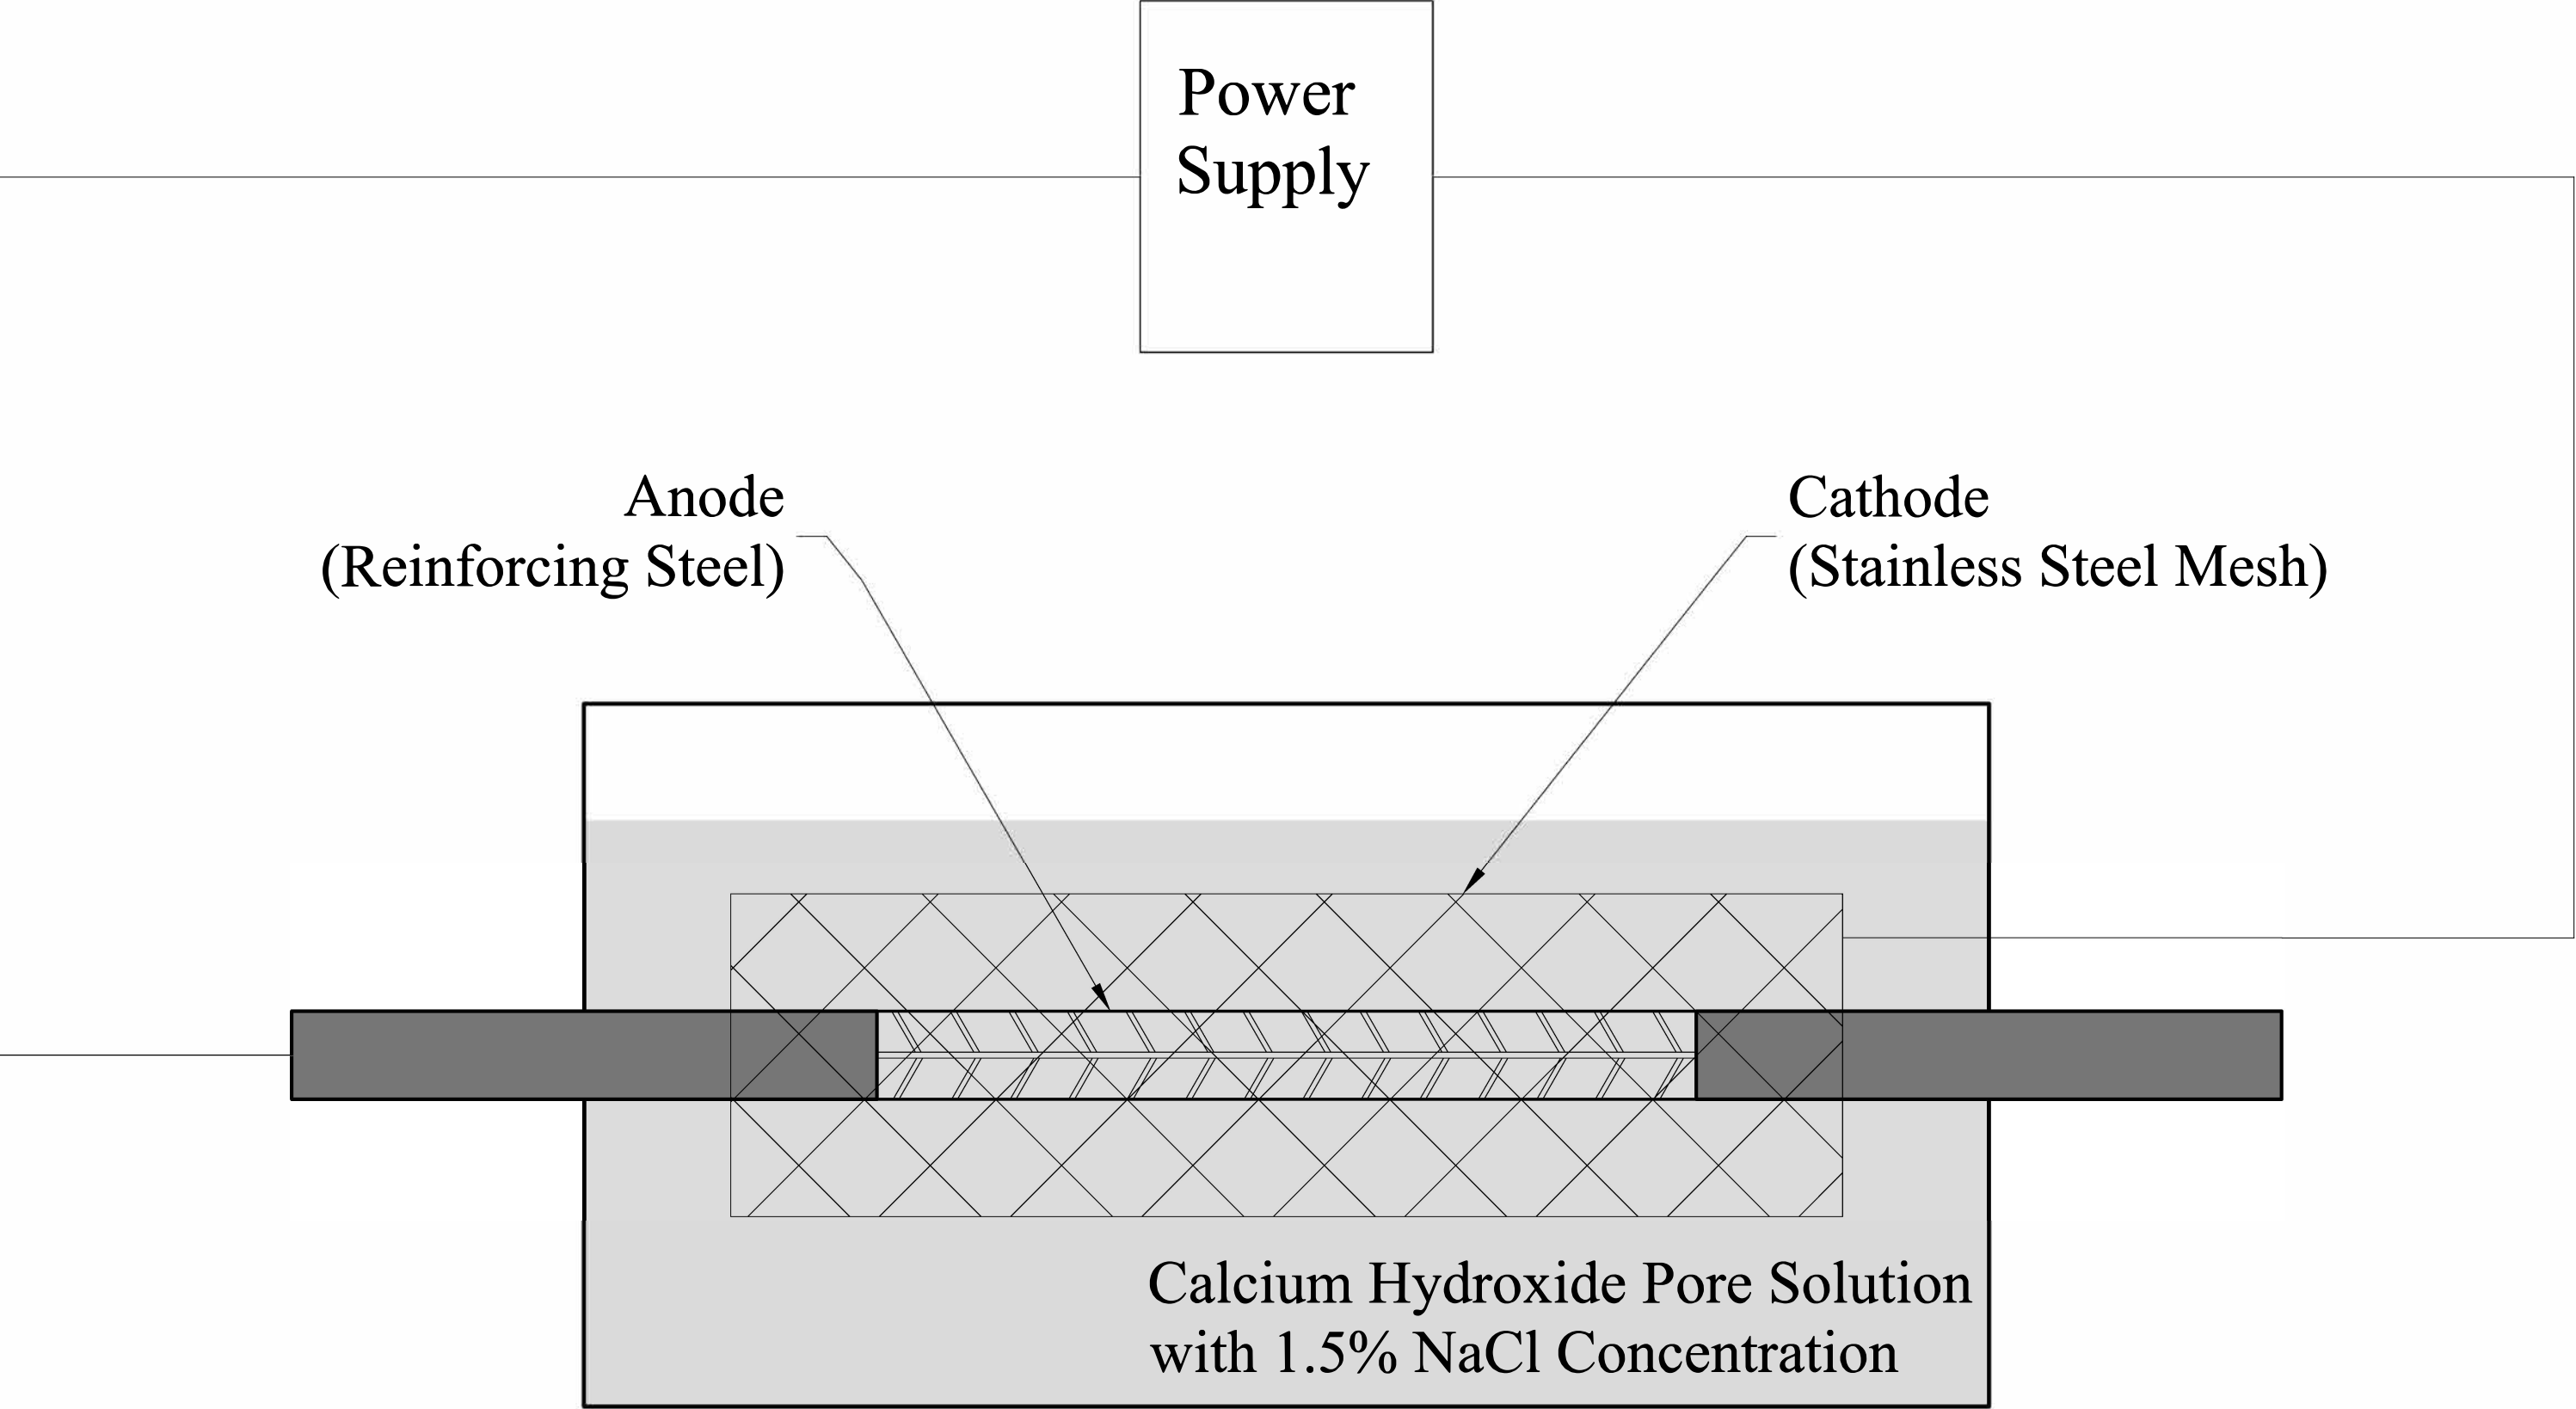 Power
Supply
Anode
(Reinforcing Steel)
Cathode
(Stainless Steel Mesh)
Calcium Hydroxide Pore Solution
with 1.5% NaCl Concentration